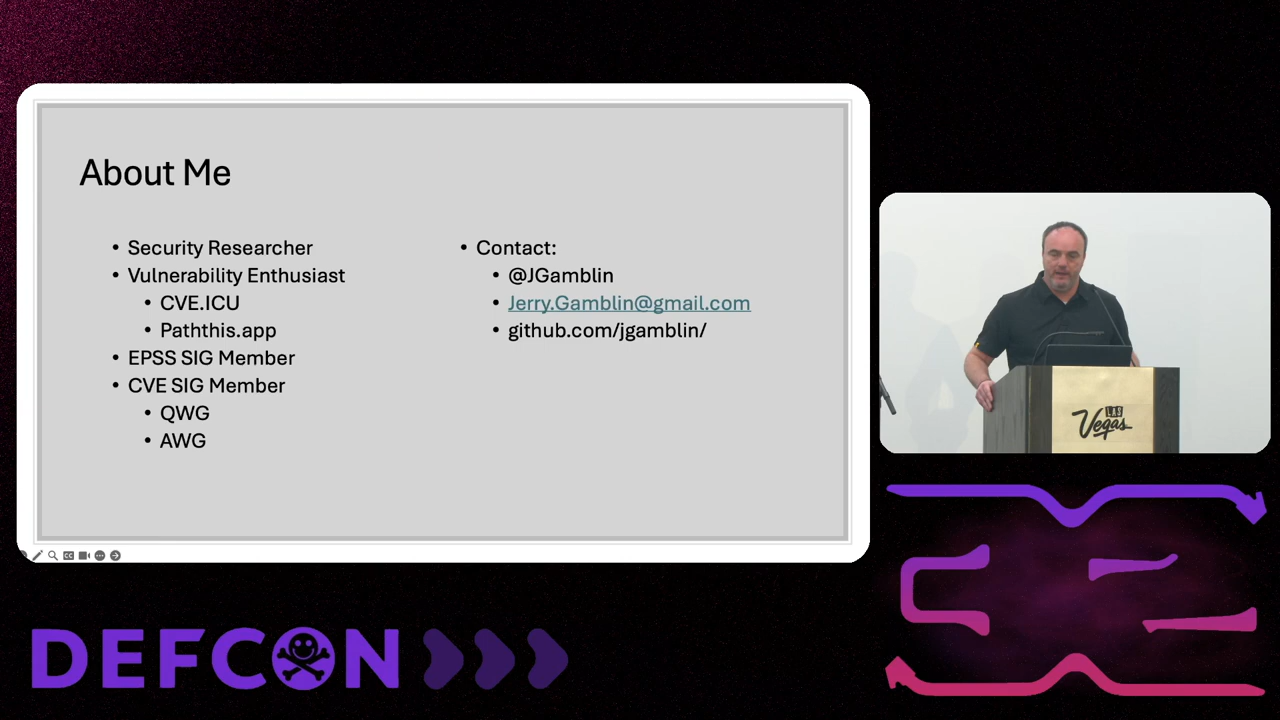 About Me
• Security Researcher
• Vulnerability Enthusiast
• CVE.ICU
• Paththis.app
• EPSS SIG Member
• CVE SIG Member
• QWG
• AWG
• Contact:
• @JGamblin
• Jerry.Gamblin@gmail.com
• github.com/jgamblin/
LAS
Vegas
DEFCON